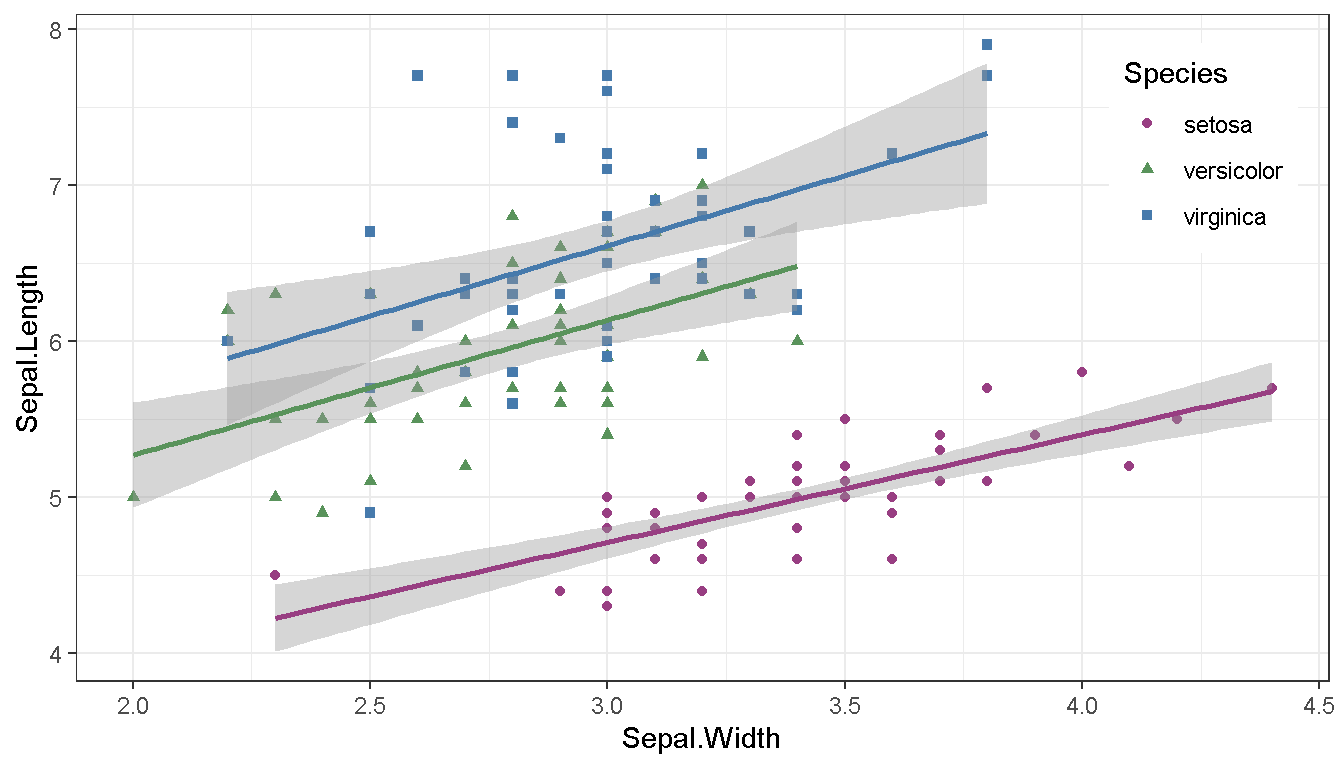 8
7
6
5
4
Sepal.Length
2.0 2.5 3.0 3.5 4.0 4.5
Sepal.Width
Species
setosa
versicolor
virginica